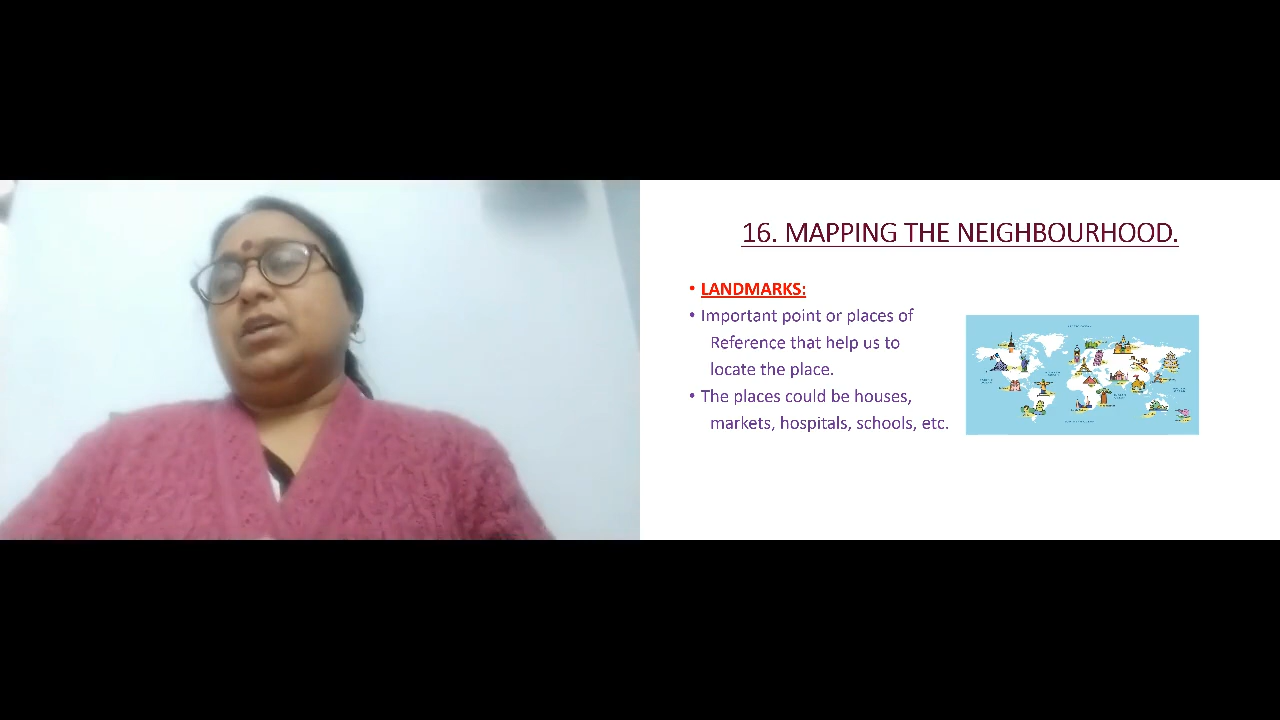 16. MAPPING THE NEIGHBOURHOOD.
• LANDMARKS:
• Important point or places of
Reference that help us to
locate the place.
• The places could be houses,
markets, hospitals, schools, etc.